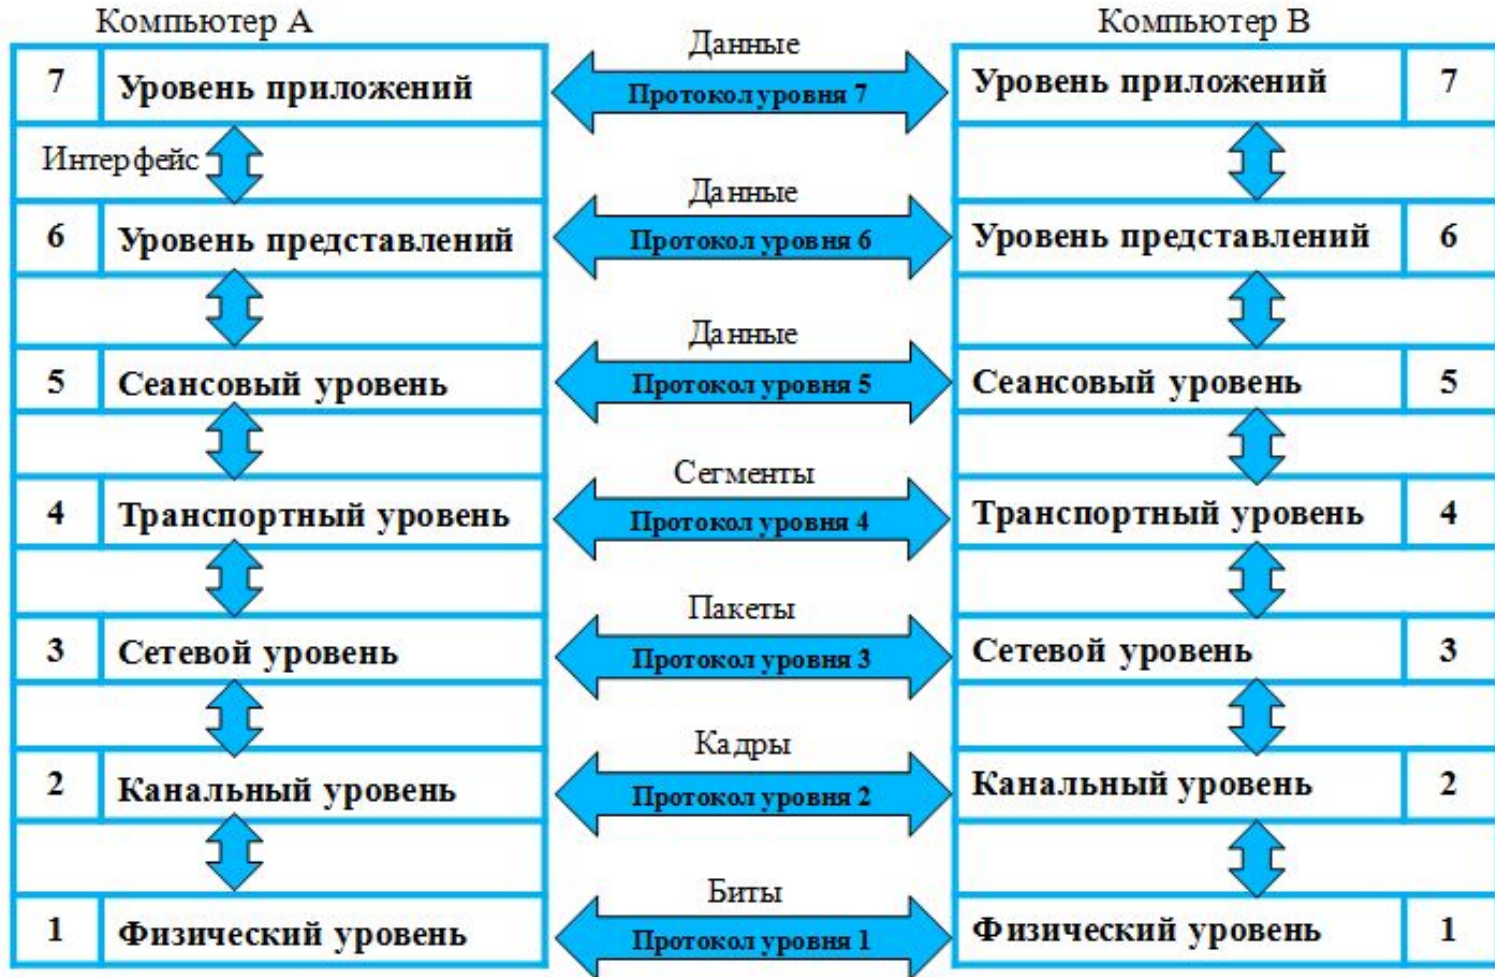 Компьютер А
Компьютер В
Данные
7
Уровень приложений
Протокол уровня 7
Уровень приложений
7
Интерфейс
Данные
6
Уровень представлений
Протокол уровня 6
Уровень представлений
6
Данные
5
Сеансовый уровень
Протокол уровня 5
Сеансовый уровень
5
Сегменты
4
Транспортный уровень
Протокол уровня 4
Транспортный уровень
4
Пакеты
3
Сетевой уровень
Протокол уровня 3
Сетевой уровень
3
Кадры
2
Канальный уровень
Протокол уровня 2
Канальный уровень
2
Биты
1
Физический уровень
Протокол уровня 1
Физический уровень
1